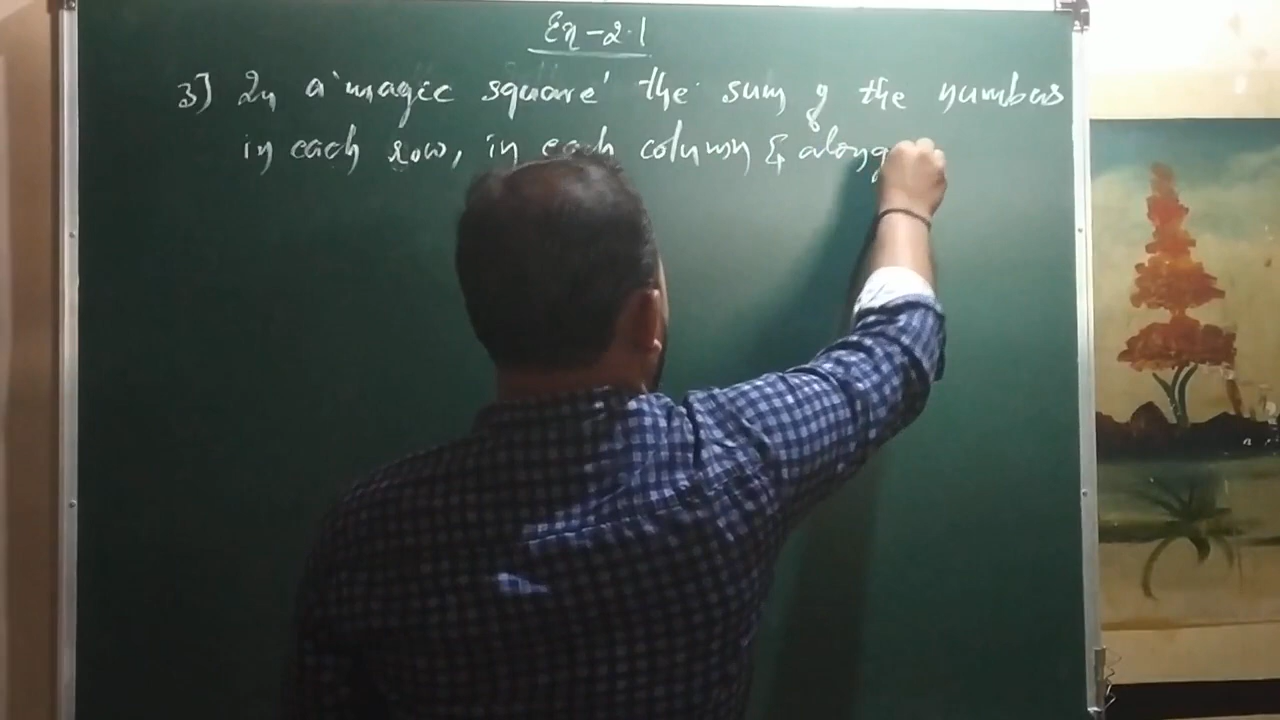 Ex-2.1
3) In a 'magic square' the sum of the numbers
in each row, in each column & along